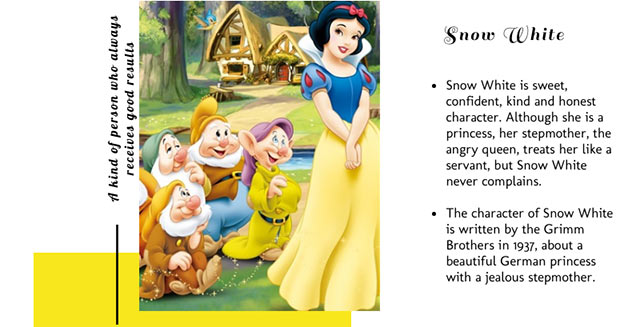 A kind of person who always
receives good results
Snow White
• Snow White is sweet,
confident, kind and honest
character. Although she is a
princess, her stepmother, the
angry queen, treats her like a
servant, but Snow White
never complains.
• The character of Snow White
is written by the Grimm
Brothers in 1937, about a
beautiful German princess
with a jealous stepmother.